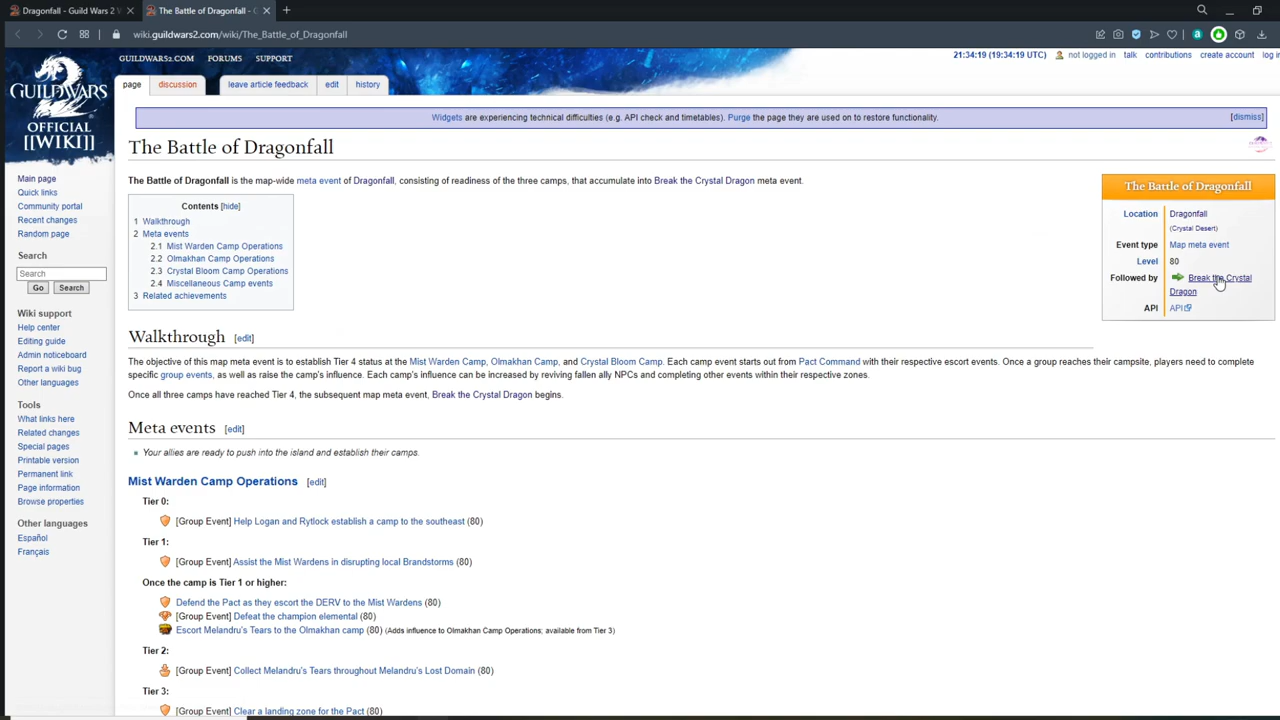 Dragonfall - Guild Wars 2 W
The Battle of Dragonfall - G
wiki.guildwars2.com/wiki/The_Battle_of_Dragonfall
GUILDWARS2.COM FORUMS SUPPORT
21:34:19 (19:34:19 UTC) not logged in talk contributions create account log in
page discussion leave article feedback edit history
GUILDWARS
OFFICIAL
[[WIKI]]
Widgets are experiencing technical difficulties (e.g. API check and timetables). Purge the page they are used on to restore functionality. [dismiss]
The Battle of Dragonfall
The Battle of Dragonfall is the map-wide meta event of Dragonfall, consisting of readiness of the three camps, that accumulate into Break the Crystal Dragon meta event.
Contents [hide]
1 Walkthrough
2 Meta events
2.1 Mist Warden Camp Operations
2.2 Olmakhan Camp Operations
2.3 Crystal Bloom Camp Operations
2.4 Miscellaneous Camp events
3 Related achievements
The Battle of Dragonfall
Location Dragonfall
(Crystal Desert)
Event type Map meta event
Level 80
Followed by Break the Crystal
Dragon
API API
Main page
Quick links
Community portal
Recent changes
Random page
Search
Search
Go Search
Wiki support
Help center
Editing guide
Admin noticeboard
Report a wiki bug
Other languages
Tools
What links here
Related changes
Special pages
Printable version
Permanent link
Page information
Browse properties
Other languages
Español
Français
Walkthrough [edit]
The objective of this map meta event is to establish Tier 4 status at the Mist Warden Camp, Olmakhan Camp, and Crystal Bloom Camp. Each camp event starts out from Pact Command with their respective escort events. Once a group reaches their campsite, players need to complete
specific group events, as well as raise the camp's influence. Each camp's influence can be increased by reviving fallen ally NPCs and completing other events within their respective zones.
Once all three camps have reached Tier 4, the subsequent map meta event, Break the Crystal Dragon begins.
Meta events [edit]
Your allies are ready to push into the island and establish their camps.
Mist Warden Camp Operations [edit]
Tier 0:
[Group Event] Help Logan and Rytlock establish a camp to the southeast (80)
Tier 1:
[Group Event] Assist the Mist Wardens in disrupting local Brandstorms (80)
Once the camp is Tier 1 or higher:
Defend the Pact as they escort the DERV to the Mist Wardens (80)
[Group Event] Defeat the champion elemental (80)
Escort Melandru's Tears to the Olmakhan camp (80) (Adds influence to Olmakhan Camp Operations; available from Tier 3)
Tier 2:
[Group Event] Collect Melandru's Tears throughout Melandru's Lost Domain (80)
Tier 3:
[Group Event] Clear a landing zone for the Pact (80)